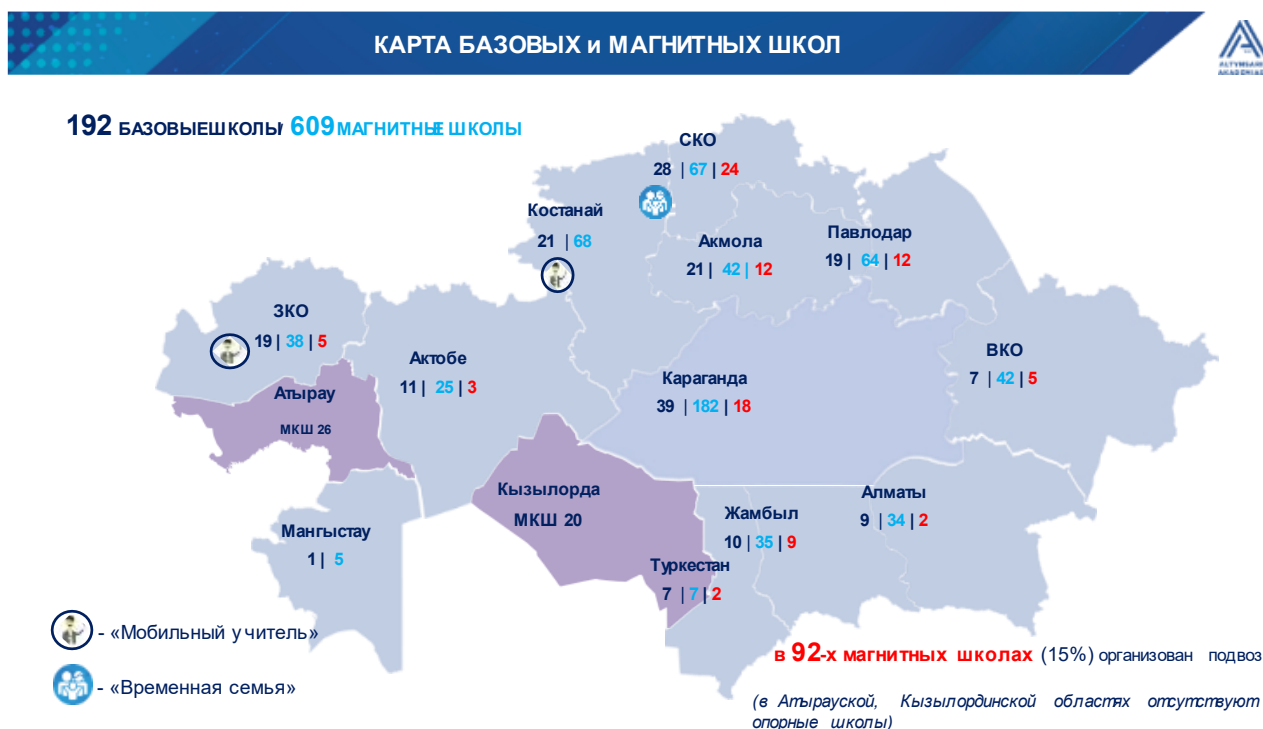 КАРТА БАЗОВЫХ и МАГНИТНЫХ ШКОЛ
ALTYNSARIN
AKADEMIASY
192 БАЗОВЫЕ ШКОЛЫ/ 609 МАГНИТНЫЕ ШКОЛЫ
СКО
28 | 67 | 24
Костанай
21 | 68
Акмола
21 | 42 | 12
Павлодар
19 | 64 | 12
ЗКО
19 | 38 | 5
Актобе
11 | 25 | 3
Атырау
МКШ 26
Караганда
39 | 182 | 18
ВКО
7 | 42 | 5
Кызылорда
МКШ 20
Мангыстау
1 | 5
Жамбыл
10 | 35 | 9
Алматы
9 | 34 | 2
Туркестан
7 | 7 | 2
- «Мобильный учитель»
- «Временная семья»
в 92-х магнитных школах (15%) организован подвоз
(в Атырауской, Кызылординской областях отсутствуют
опорные школы)